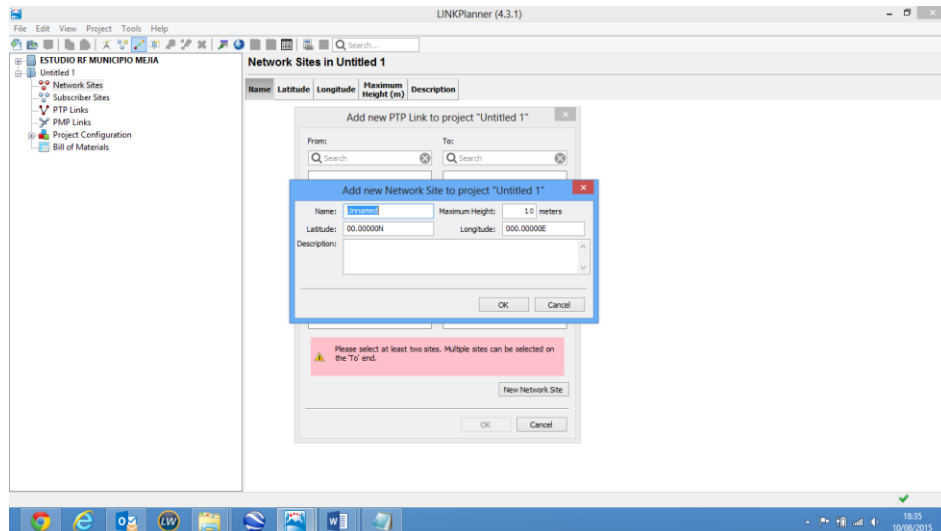 LINKPlanner (4.3.1)
File Edit View Project Tools Help
Search...
ESTUDIO RF MUNICIPIO MEJIA
Untitled 1
Network Sites
Subscriber Sites
PTP Links
PMP Links
Project Configuration
Bill of Materials
Network Sites in Untitled 1
Name Latitude Longitude Maximum Height (m) Description
Add new PTP Link to project "Untitled 1"
From: To:
Search Search
Add new Network Site to project "Untitled 1"
Name: Unnamed Maximum Height: 10 meters
Latitude: 00.00000N Longitude: 000.00000E
Description:
OK Cancel
Please select at least two sites. Multiple sites can be selected on
the 'To' end.
New Network Site
OK Cancel
LW
18:35
10/08/2015